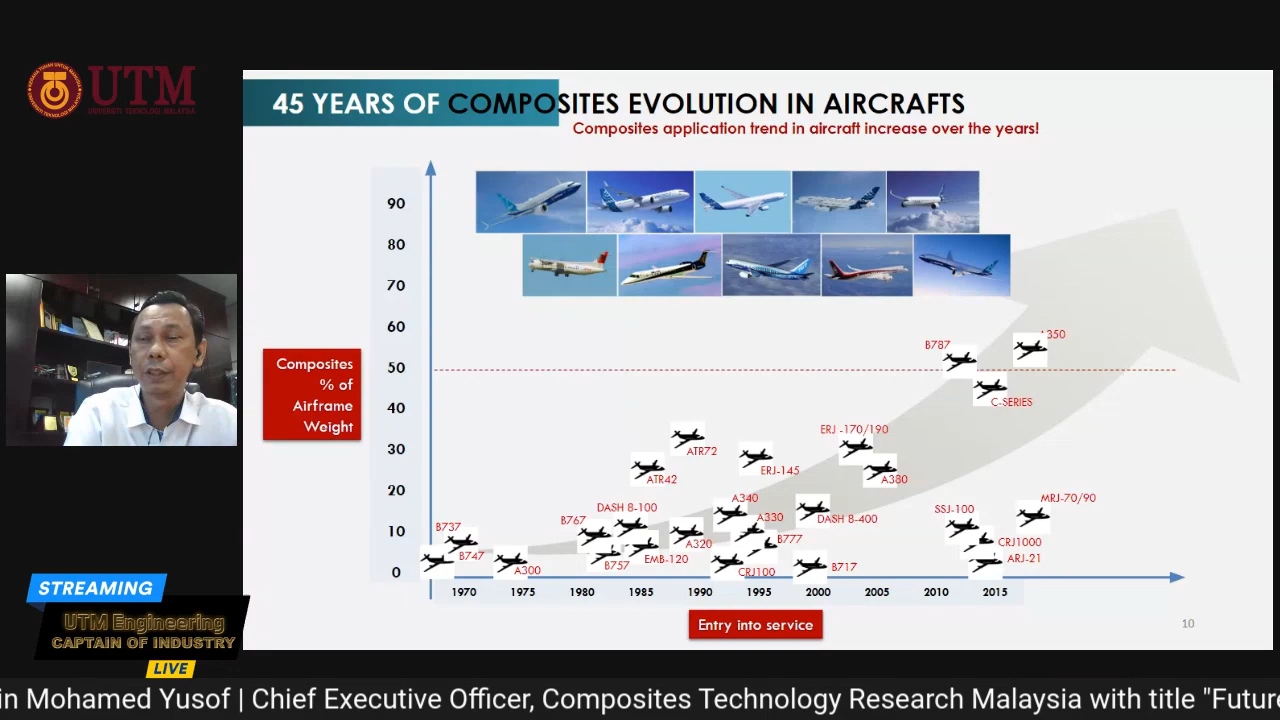 UTM
UNIVERSITI TEKNOLOGI MALAYSIA
45 YEARS OF COMPOSITES EVOLUTION IN AIRCRAFTS
Composites application trend in aircraft increase over the years!
90
80
70
60
50
40
30
20
10
0
Composites
% of
Airframe
Weight
B737
B747
A300
B767
DASH 8-100
B757
EMB-120
ATR42
ATR72
A320
A340
A330
B777
CRJ100
ERJ-145
DASH 8-400
B717
ERJ -170/190
A380
B787
C-SERIES
350
SSJ-100
CRJ1000
ARJ-21
MRJ-70/90
1970 1975 1980 1985 1990 1995 2000 2005 2010 2015
Entry into service
10
STREAMING
UTM Engineering
CAPTAIN OF INDUSTRY
LIVE
in Mohamed Yusof | Chief Executive Officer, Composites Technology Research Malaysia with title "Futur